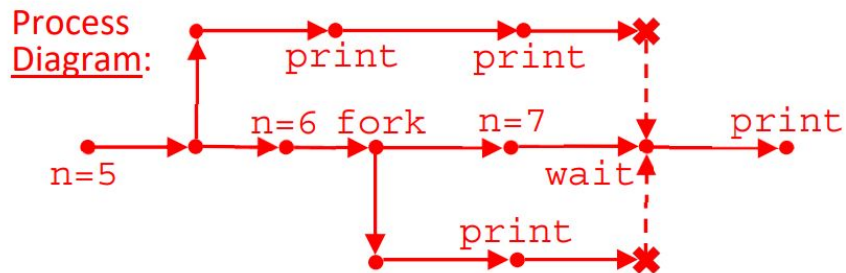 Process
Diagram:
print print
n=6 fork n=7 print
n=5 wait
print